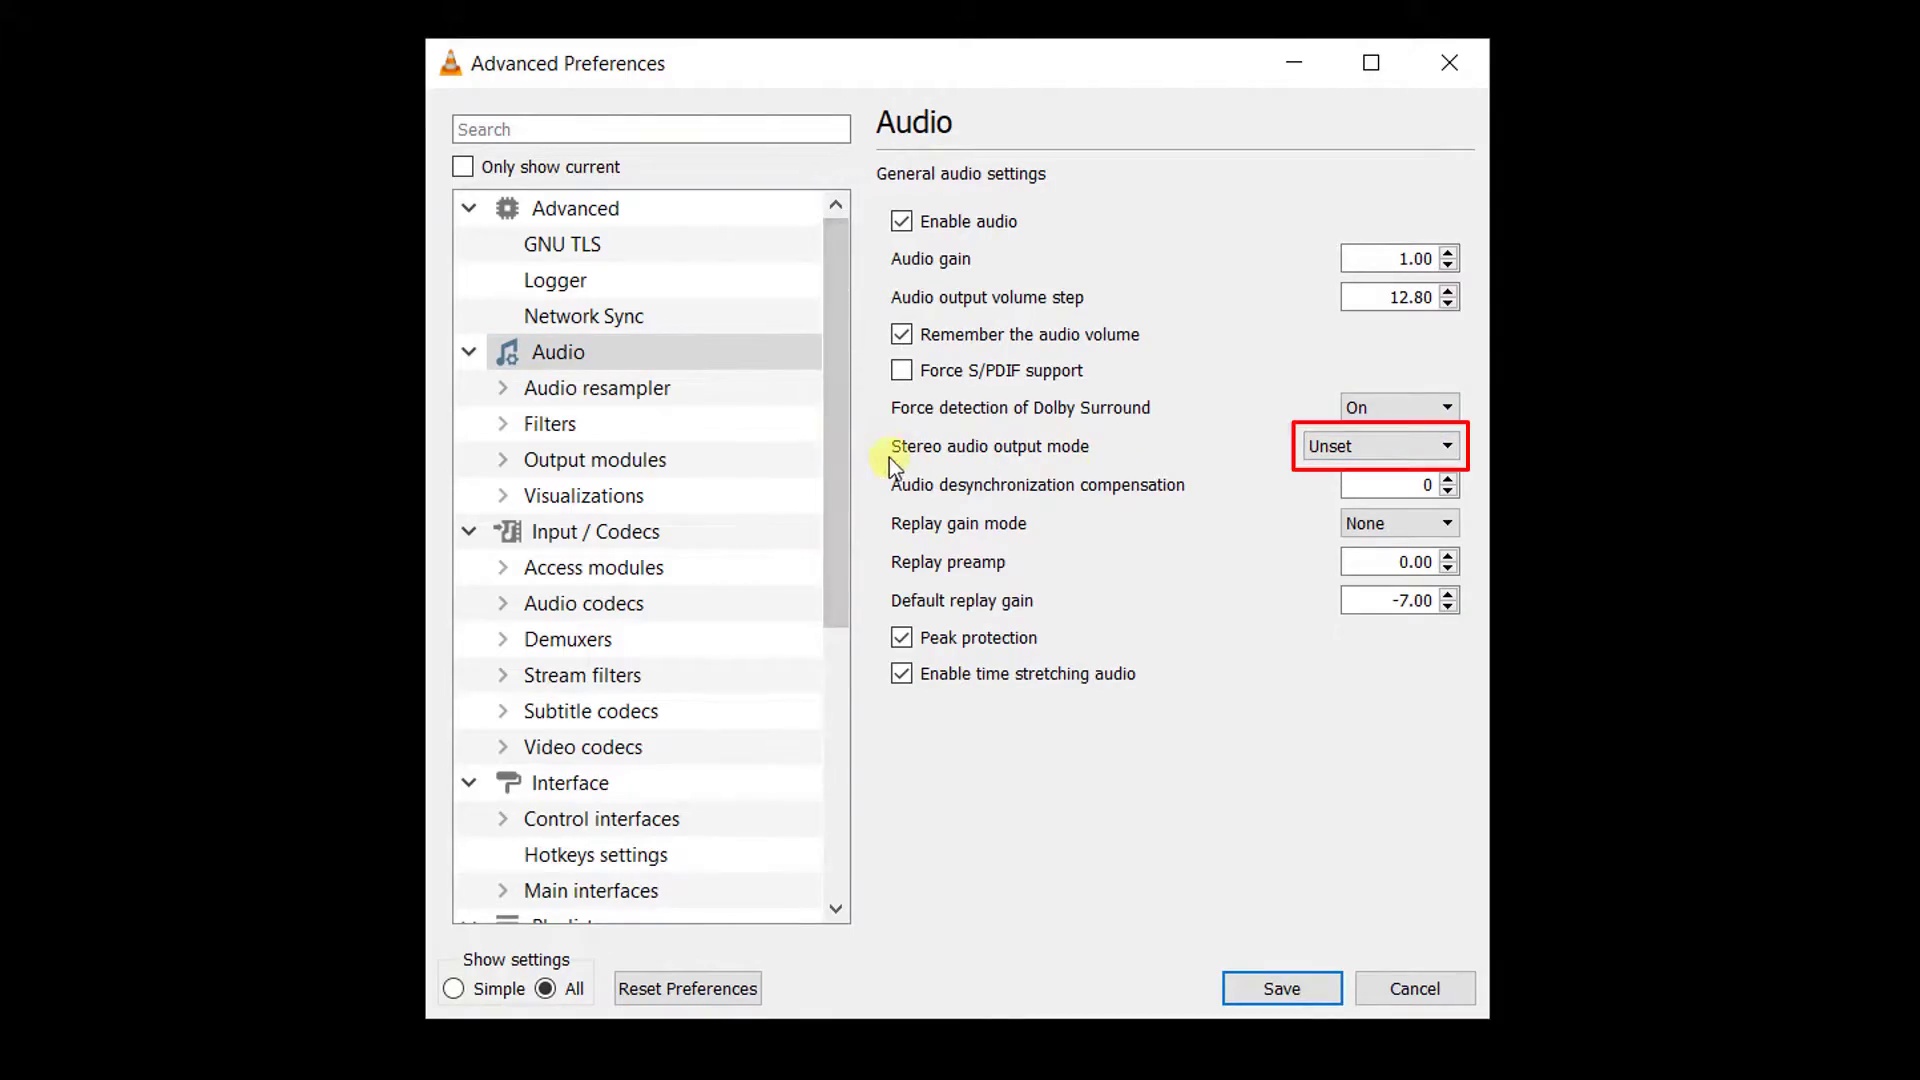 Advanced Preferences
Search
Only show current
Advanced
GNU TLS
Logger
Network Sync
Audio
Audio resampler
Filters
Output modules
Visualizations
Input / Codecs
Access modules
Audio codecs
Demuxers
Stream filters
Subtitle codecs
Video codecs
Interface
Control interfaces
Hotkeys settings
Main interfaces
Audio
General audio settings
Enable audio
Audio gain 1.00
Audio output volume step 12.80
Remember the audio volume
Force S/PDIF support
Force detection of Dolby Surround On
Stereo audio output mode Unset
Audio desynchronization compensation 0
Replay gain mode None
Replay preamp 0.00
Default replay gain -7.00
Peak protection
Enable time stretching audio
Show settings
Simple All Reset Preferences Save Cancel